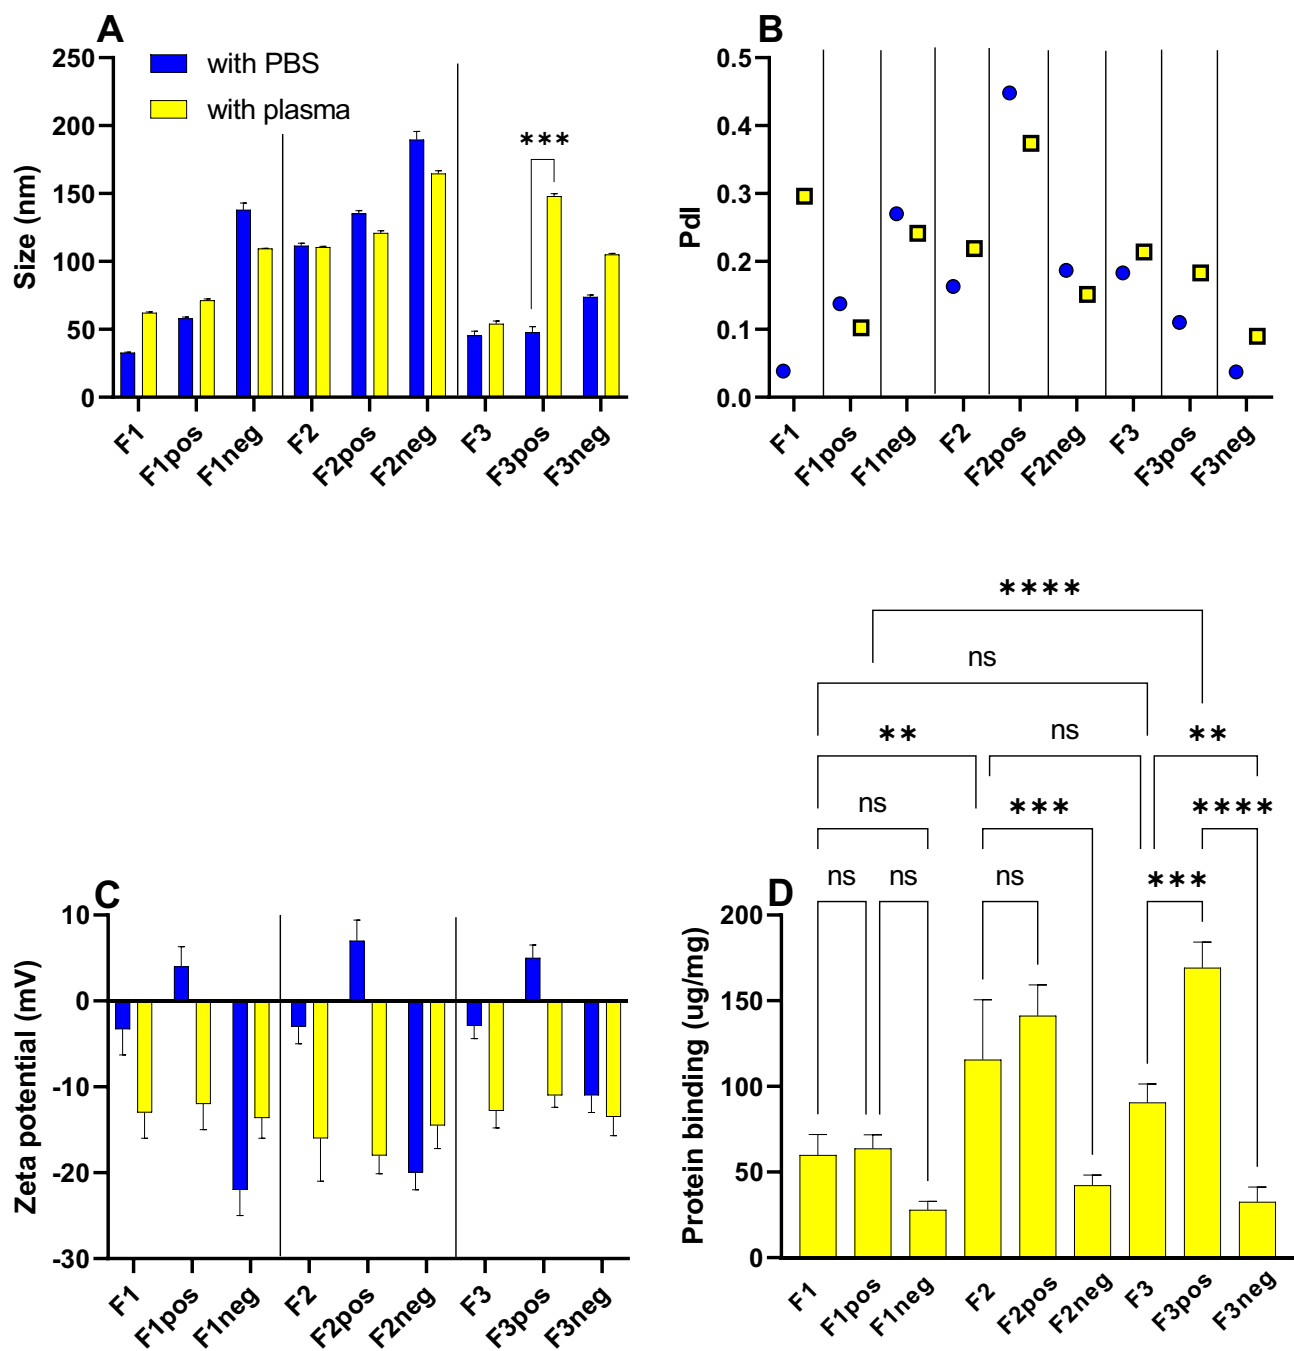 A
with PBS
with plasma
Size (nm)
250
200
150
100
50
0
***
F1
F1pos
F1neg
F2
F2pos
F2neg
F3
F3pos
F3neg
B
PdI
0.5
0.4
0.3
0.2
0.1
0.0
F1
F1pos
F1neg
F2
F2pos
F2neg
F3
F3pos
F3neg
C
Zeta potential (mV)
10
0
-10
-20
-30
F1
F1pos
F1neg
F2
F2pos
F2neg
F3
F3pos
F3neg
****
ns
** ns **
ns *** ****
D
ns ns ns ***
Protein binding (ug/mg)
200
150
100
50
0
F1
F1pos
F1neg
F2
F2pos
F2neg
F3
F3pos
F3neg